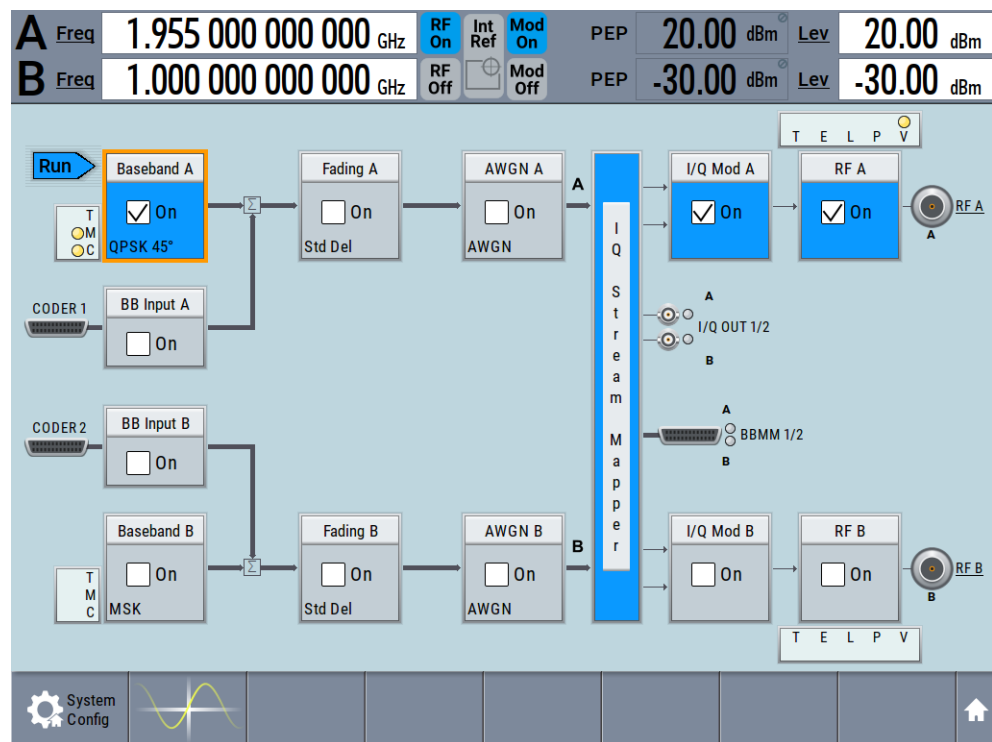 A Freq 1.955 000 000 000 GHz RF On Int Ref Mod On PEP 20.00 dBm Lev 20.00 dBm
B Freq 1.000 000 000 000 GHz RF Off Mod Off PEP -30.00 dBm Lev -30.00 dBm
T E L P V
Run
Baseband A
On
QPSK 45°
T
M
C
Fading A
On
Std Del
AWGN A
On
AWGN
A
I/Q Mod A
On
RF A
On
RF A
A
Σ
CODER 1
BB Input A
On
IQ Stream Mapper
A
I/Q OUT 1/2
B
CODER 2
BB Input B
On
A
BBMM 1/2
B
Baseband B
On
MSK
T
M
C
Σ
Fading B
On
Std Del
AWGN B
On
AWGN
B
I/Q Mod B
On
RF B
On
RF B
B
T E L P V
System
Config